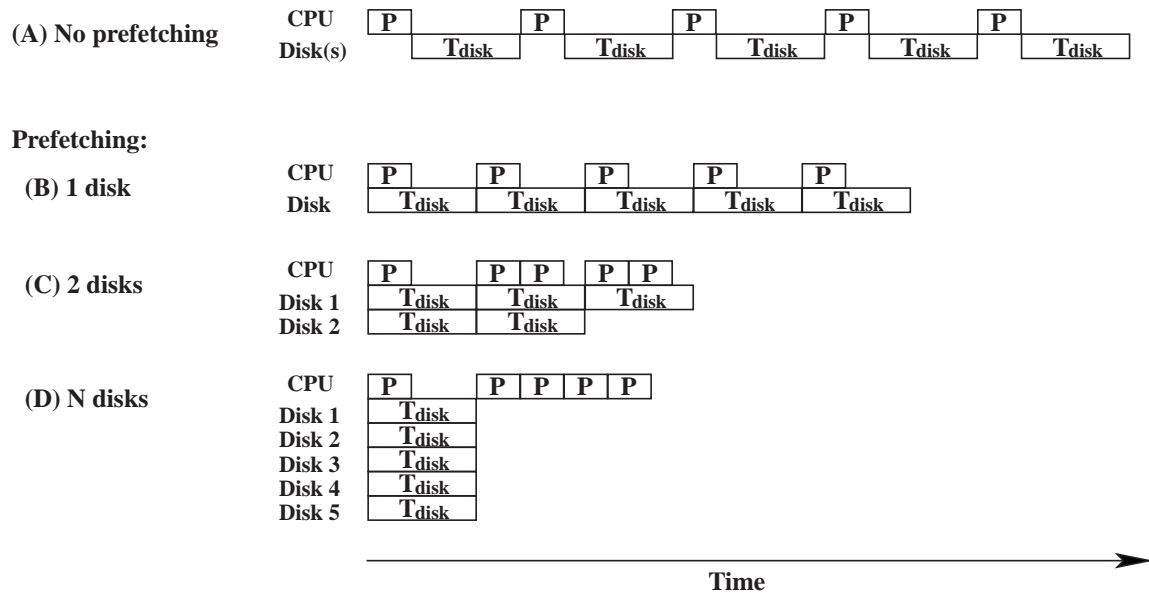 (A) No prefetching
CPU P P P P P
Disk(s) Tdisk Tdisk Tdisk Tdisk Tdisk
Prefetching:
(B) 1 disk
CPU P P P P P
Disk Tdisk Tdisk Tdisk Tdisk Tdisk
(C) 2 disks
CPU P P P P P
Disk 1 Tdisk Tdisk Tdisk
Disk 2 Tdisk Tdisk
(D) N disks
CPU P P P P P
Disk 1 Tdisk
Disk 2 Tdisk
Disk 3 Tdisk
Disk 4 Tdisk
Disk 5 Tdisk
Time